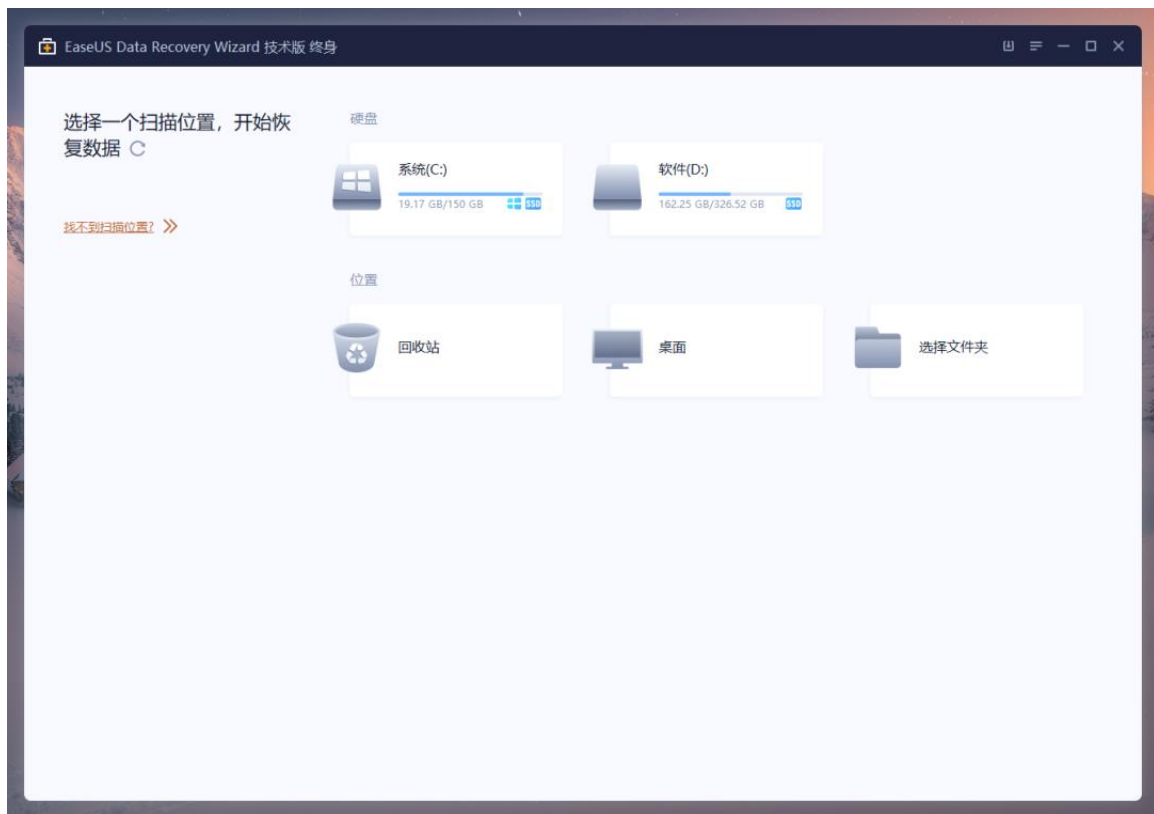 EaseUS Data Recovery Wizard 技术版 终身
选择一个扫描位置，开始恢
复数据
找不到扫描位置?
硬盘
系统(C:)
19.17 GB/150 GB
SSD
软件(D:)
162.25 GB/326.52 GB
SSD
位置
回收站
桌面
选择文件夹